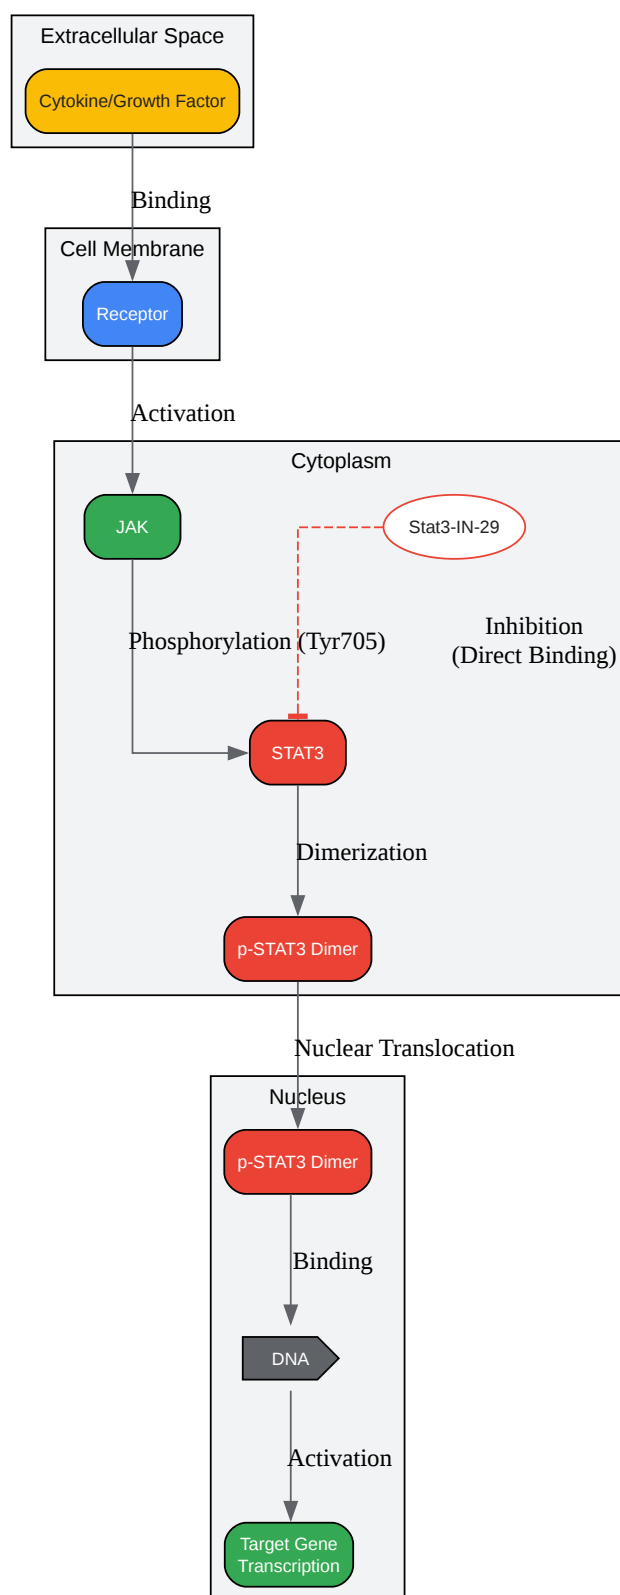 Extracellular Space
Cytokine/Growth Factor
Binding
Cell Membrane
Receptor
Activation
Cytoplasm
JAK
Stat3-IN-29
Phosphorylation (Tyr705)
Inhibition
(Direct Binding)
STAT3
Dimerization
p-STAT3 Dimer
Nuclear Translocation
Nucleus
p-STAT3 Dimer
Binding
DNA
Activation
Target Gene
Transcription